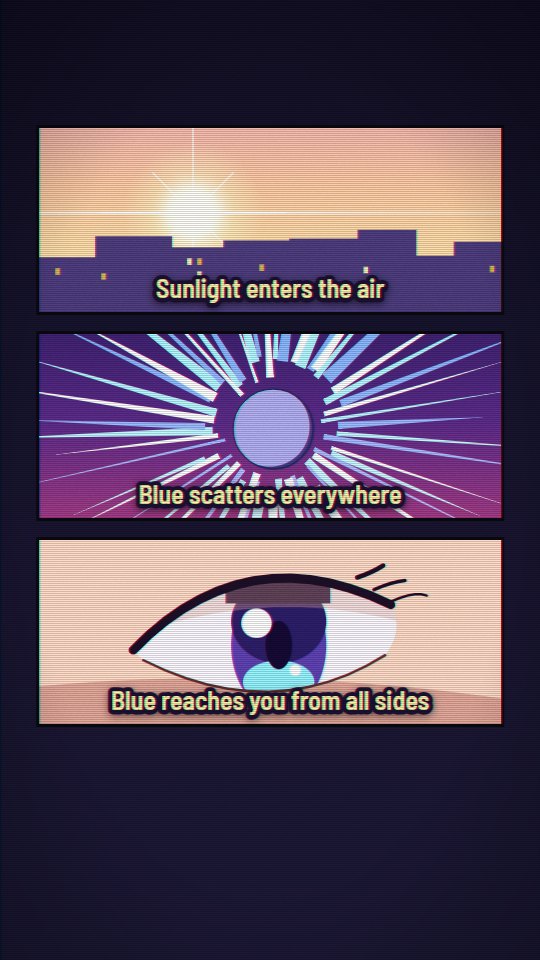 Sunlight enters the air
Blue scatters everywhere
Blue reaches you from all sides